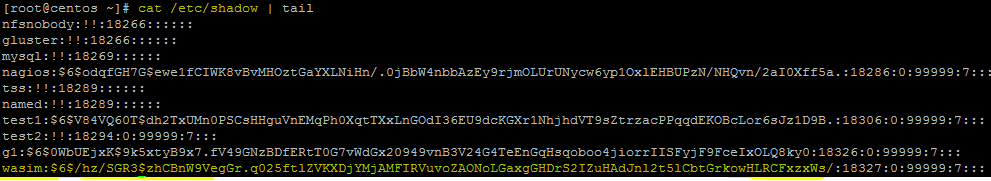 [root@centos ~]# cat /etc/shadow | tail
nfsnobody:!!:18266::::::
gluster:!!:18266::::::
mysql:!!:18269::::::
nagios:$6$odqfGH7G$ewe1fCIWK8vBvMHOztGaYXLNiHn/.0jBbW4nbbAzEy9rjmOLUrUNycw6yp1OxlEHBUPzN/NHQvn/2aI0Xff5a.:18286:0:99999:7:::
tss:!!:18289::::::
named:!!:18289::::::
test1:$6$V84VQ60T$dh2TxUMn0PSCsHHguVnEMqPh0XqtTXxLnGOdI36EU9dcKGXr1NhjhdVT9sZtrzacPPqqdEKOBcLor6sJz1D9B.:18306:0:99999:7:::
test2:!!:18294:0:99999:7:::
g1:$6$0WbUEjxK$9k5xtyB9x7.fV49GNzBDfERtT0G7vWdGx20949vnB3V24G4TeEnGqHsqoboo4jiorrIISFyjF9FceIxOLQ8ky0:18326:0:99999:7:::
wasim:$6$/hz/SGR3$zhCBnW9VegGr.q025ftlZVKXDjYMjAMFIRVuvoZAONoLGaxgGHDrS2IZuHAdJnl2t5lCbtGrkowHLRCFxzxWs/:18327:0:99999:7:::